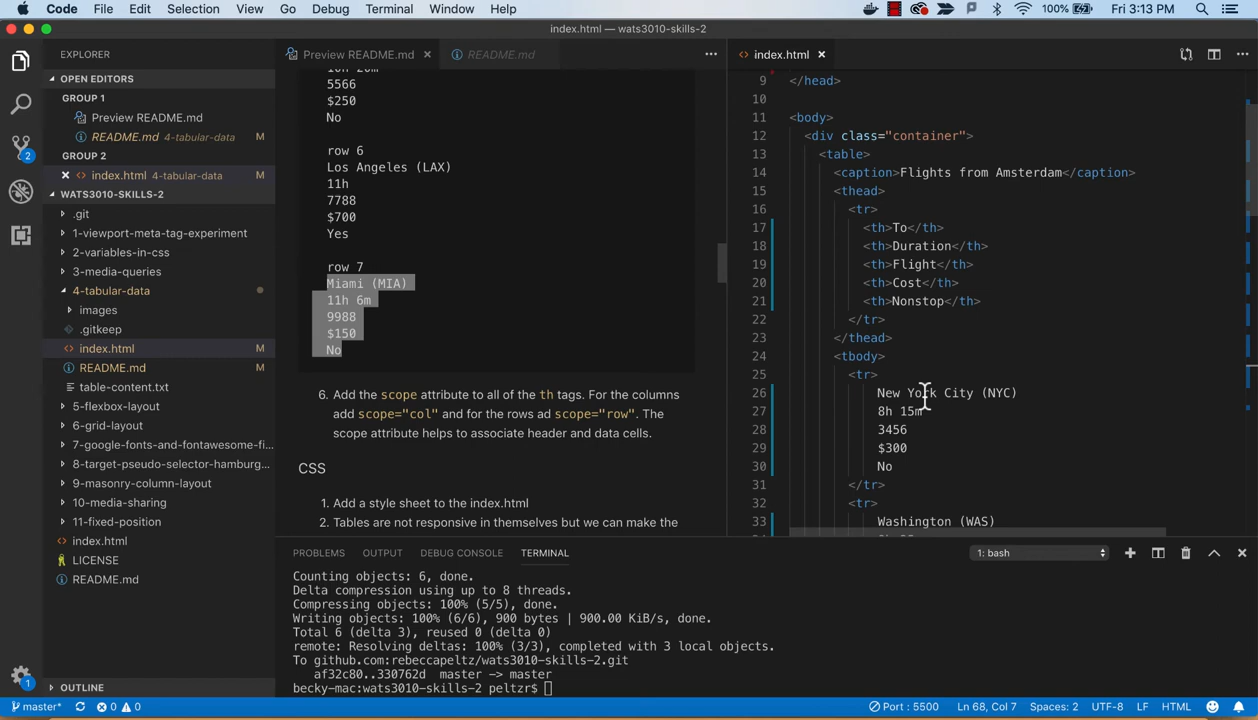 Code File Edit Selection View Go Debug Terminal Window Help 100% Fri 3:13 PM
index.html — wats3010-skills-2
EXPLORER
OPEN EDITORS
GROUP 1
Preview README.md
README.md 4-tabular-data M
GROUP 2
index.html 4-tabular-data M
WATS3010-SKILLS-2
.git
1-viewport-meta-tag-experiment
2-variables-in-css
3-media-queries
4-tabular-data
images
.gitkeep
index.html M
README.md M
table-content.txt
5-flexbox-layout
6-grid-layout
7-google-fonts-and-fontawesome-fi...
8-target-pseudo-selector-hamburg...
9-masonry-column-layout
10-media-sharing
11-fixed-position
index.html
LICENSE
README.md
OUTLINE
2
1
Preview README.md README.md
5566
$250
No
row 6
Los Angeles (LAX)
11h
7788
$700
Yes
row 7
Miami (MIA)
11h 6m
9988
$150
No
6. Add the scope attribute to all of the th tags. For the columns
add scope="col" and for the rows ad scope="row". The
scope attribute helps to associate header and data cells.
CSS
1. Add a style sheet to the index.html
2. Tables are not responsive in themselves but we can make the
index.html
9 </head>
10
11 <body>
12 <div class="container">
13 <table>
14 <caption>Flights from Amsterdam</caption>
15 <thead>
16 <tr>
17 <th>To</th>
18 <th>Duration</th>
19 <th>Flight</th>
20 <th>Cost</th>
21 <th>Nonstop</th>
22 </tr>
23 </thead>
24 <tbody>
25 <tr>
26 New York City (NYC)
27 8h 15m
28 3456
29 $300
30 No
31 </tr>
32 <tr>
33 Washington (WAS)
PROBLEMS OUTPUT DEBUG CONSOLE TERMINAL 1: bash
Counting objects: 6, done.
Delta compression using up to 8 threads.
Compressing objects: 100% (5/5), done.
Writing objects: 100% (6/6), 900 bytes | 900.00 KiB/s, done.
Total 6 (delta 3), reused 0 (delta 0)
remote: Resolving deltas: 100% (3/3), completed with 3 local objects.
To github.com:rebeccapeltz/wats3010-skills-2.git
af32c80..330762d master -> master
becky-mac:wats3010-skills-2 peltzr$
master* 0 0 Port : 5500 Ln 68, Col 7 Spaces: 2 UTF-8 LF HTML